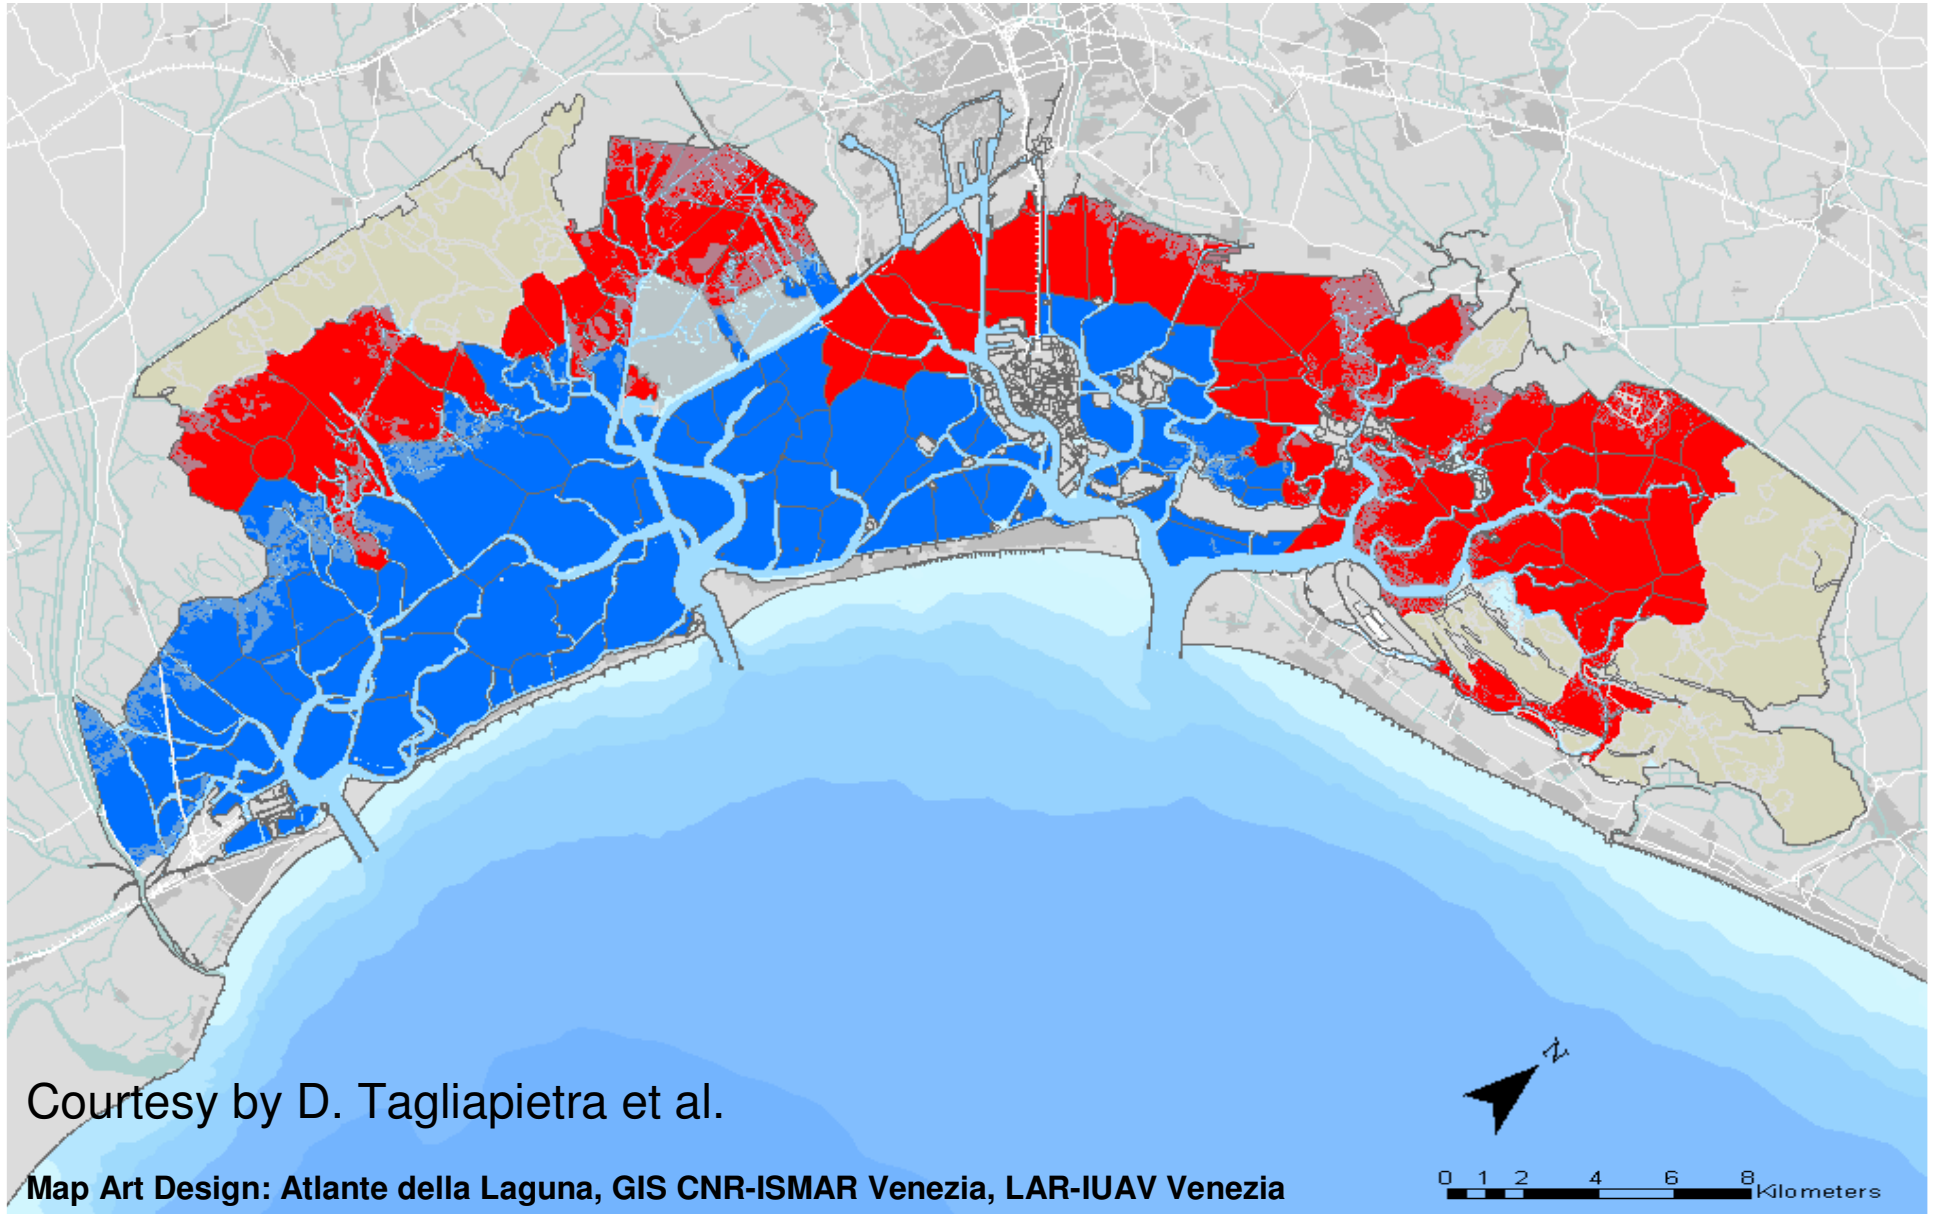 N
Courtesy by D. Tagliapietra et al.
Map Art Design: Atlante della Laguna, GIS CNR-ISMAR Venezia, LAR-IUAV Venezia
0 1 2 4 6 8
Kilometers